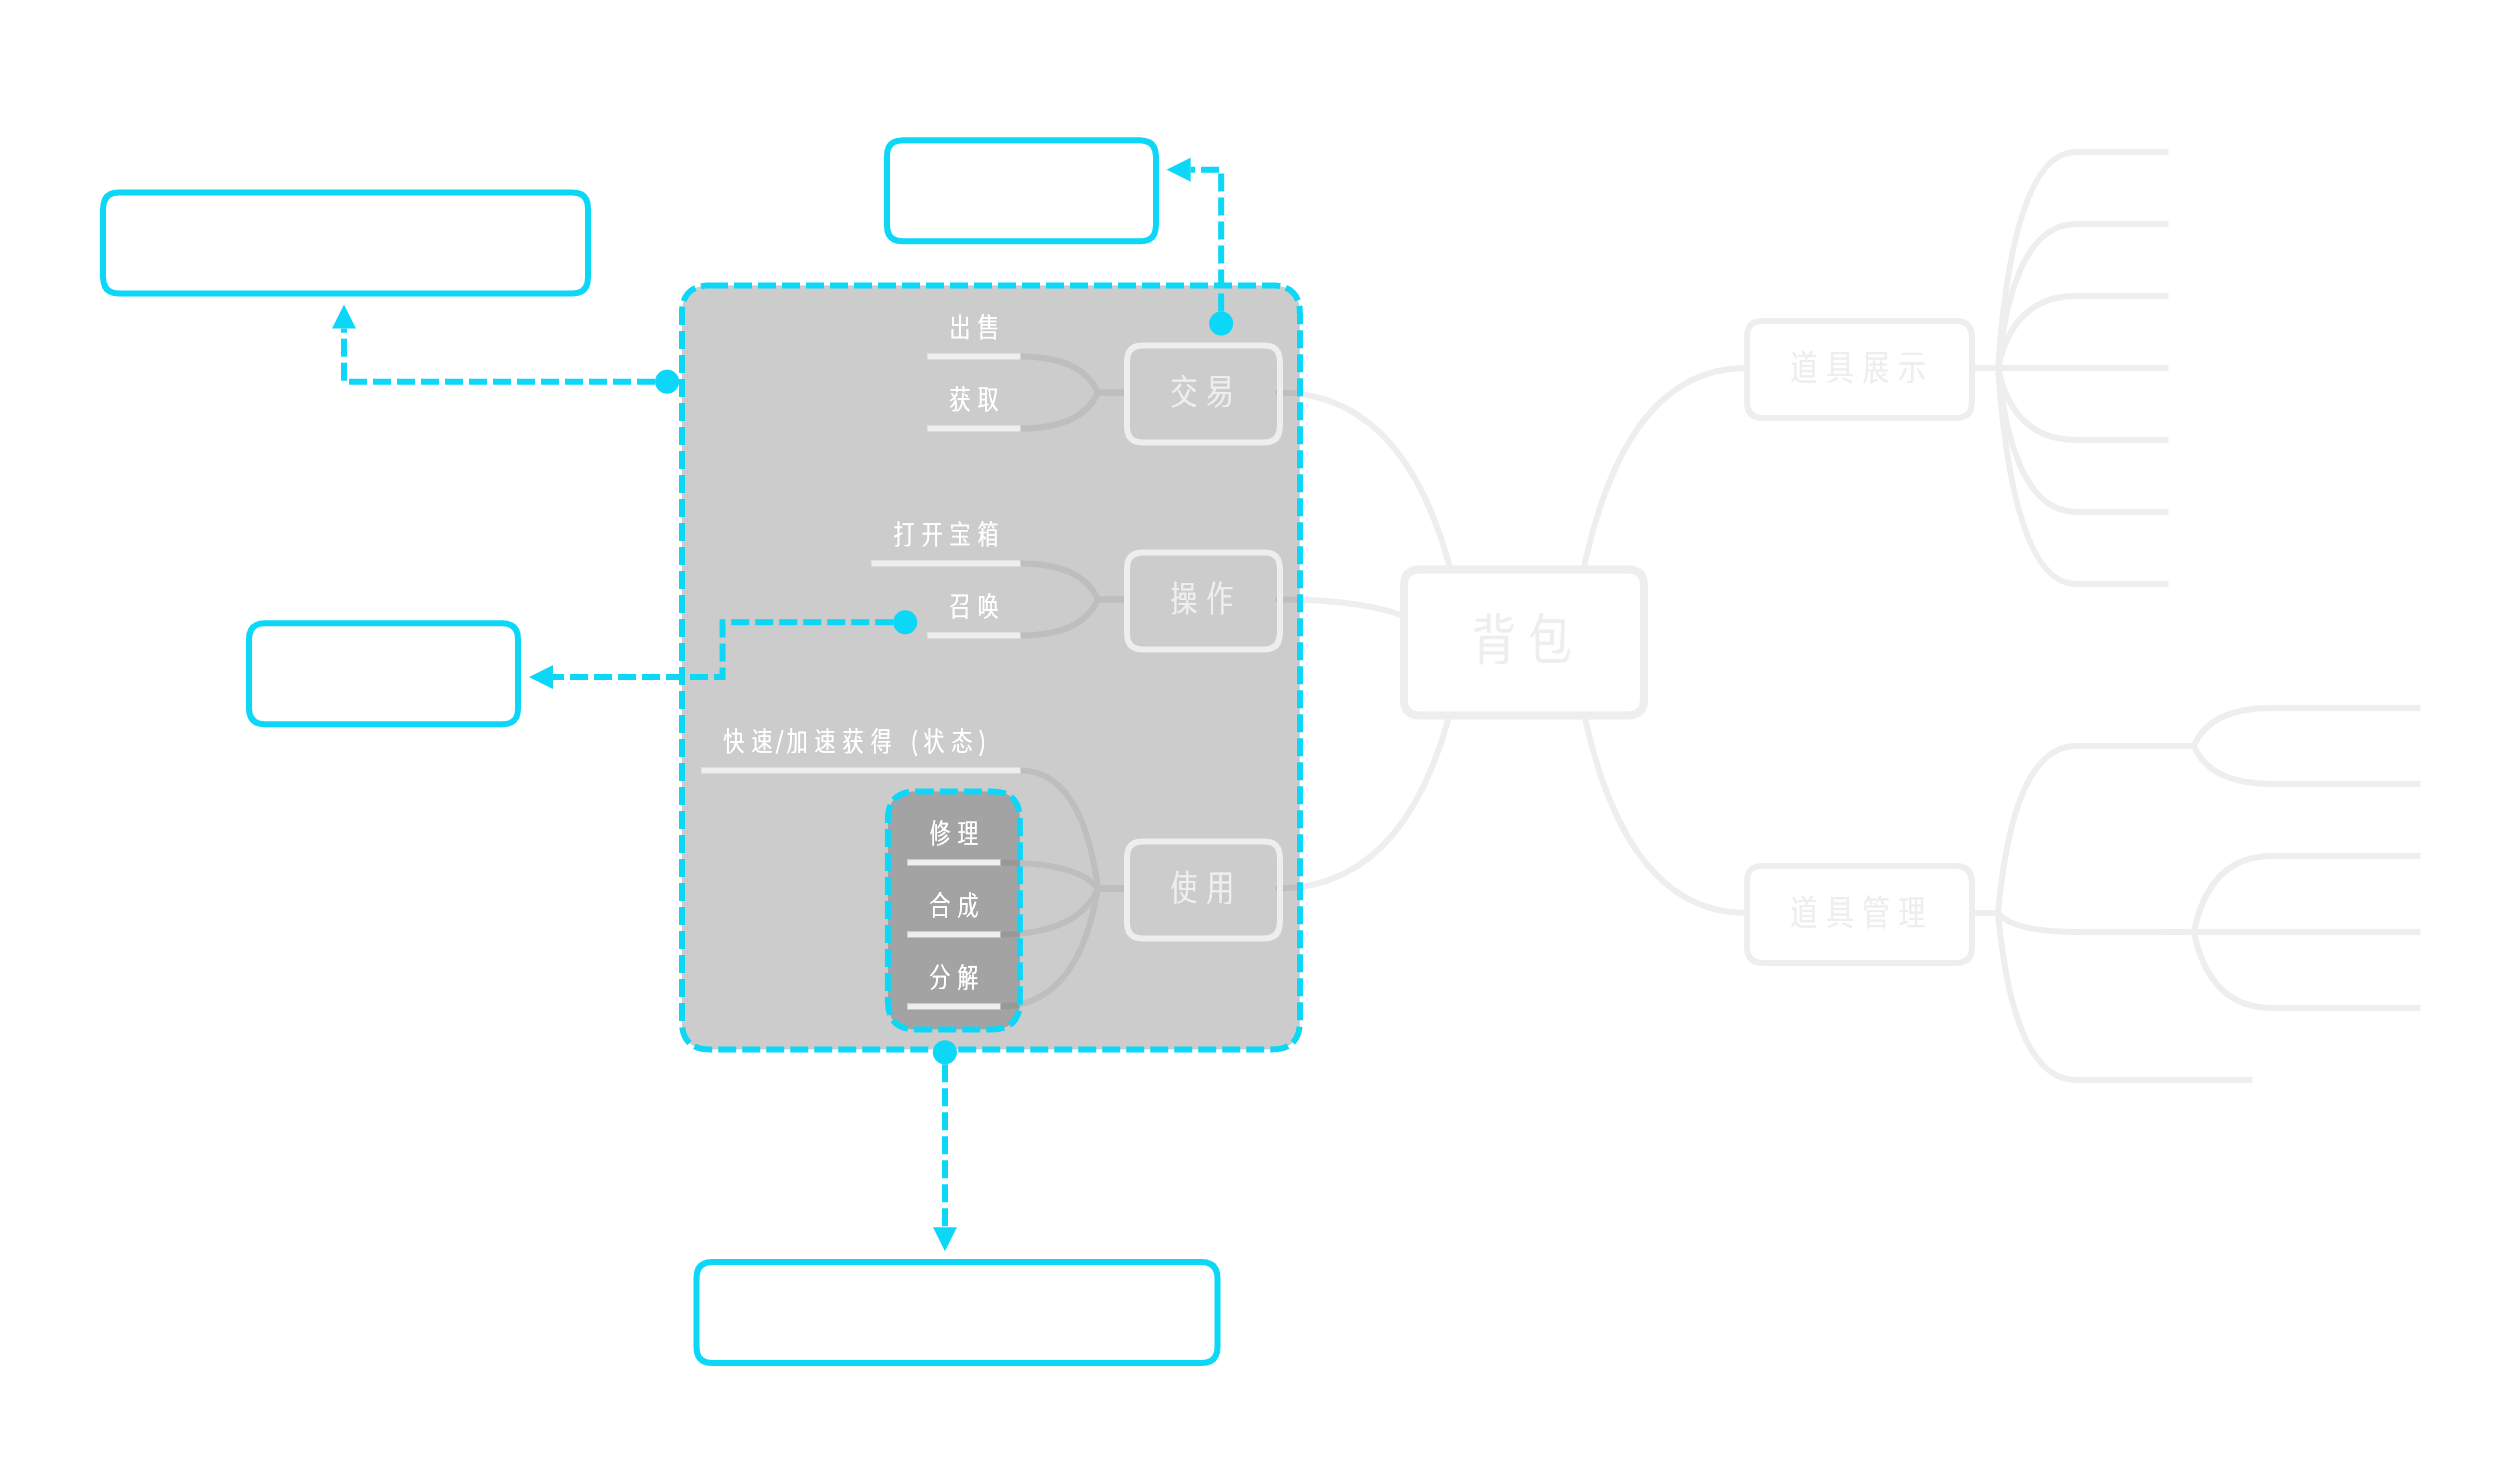 出售
获取
交易
打开宝箱
召唤
操作
快速/加速获得（状态）
修理
合成
分解
使用
背包
道具展示
道具管理